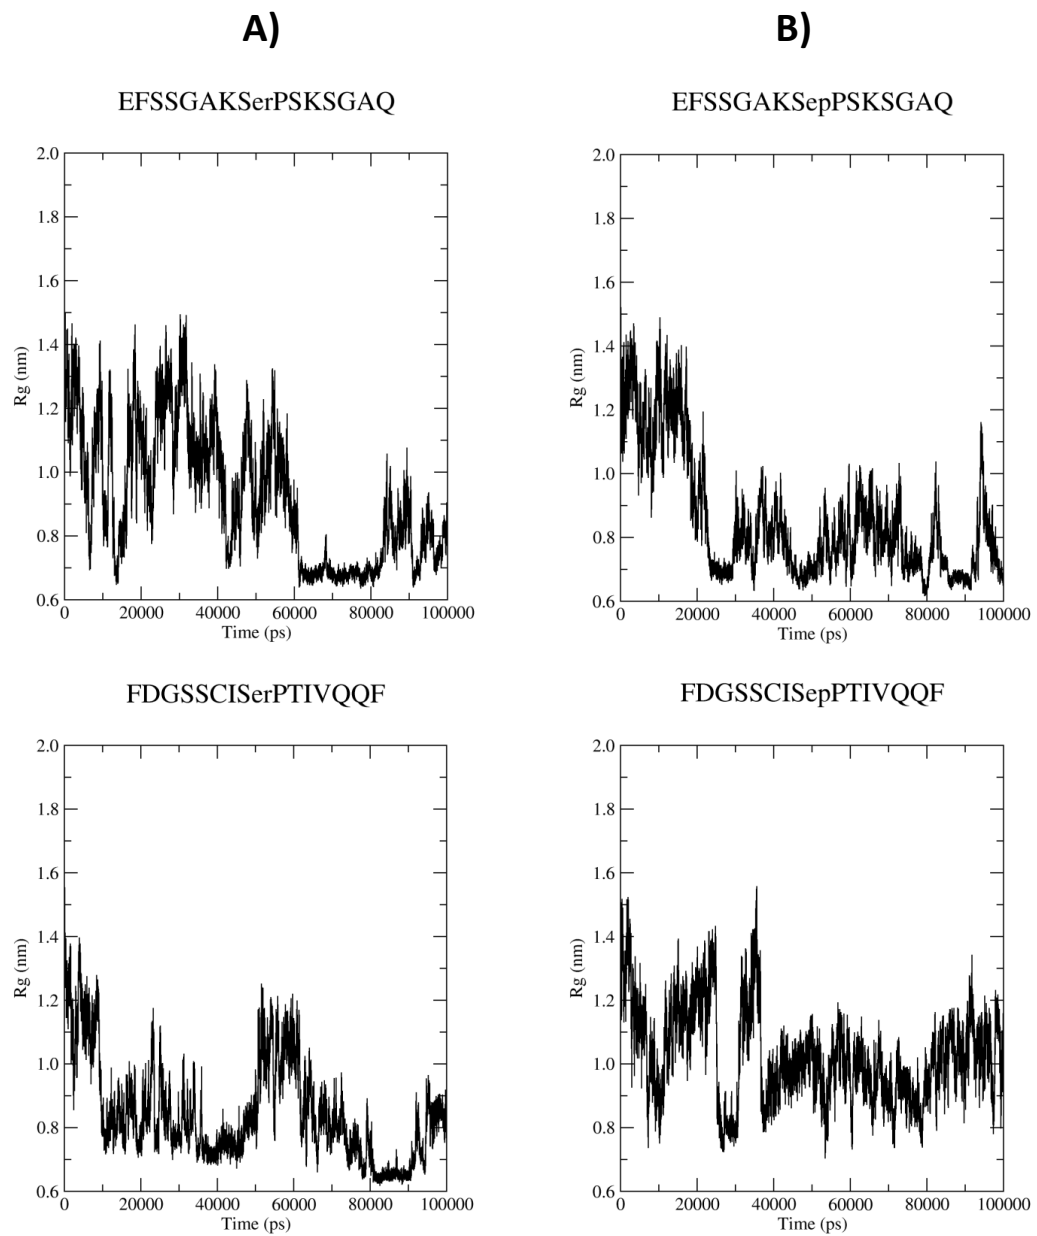 A)
B)
EFSSGAKSerPSKSGAQ
2.0
1.8
1.6
1.4
1.2
1.0
0.8
0.6
Rg (nm)
0 20000 40000 60000 80000 100000
Time (ps)
EFSSGAKSepPSKSGAQ
2.0
1.8
1.6
1.4
1.2
1.0
0.8
0.6
Rg (nm)
0 20000 40000 60000 80000 100000
Time (ps)
FDGSSCISerPTIVQQF
2.0
1.8
1.6
1.4
1.2
1.0
0.8
0.6
Rg (nm)
0 20000 40000 60000 80000 100000
Time (ps)
FDGSSCISepPTIVQQF
2.0
1.8
1.6
1.4
1.2
1.0
0.8
0.6
Rg (nm)
0 20000 40000 60000 80000 100000
Time (ps)